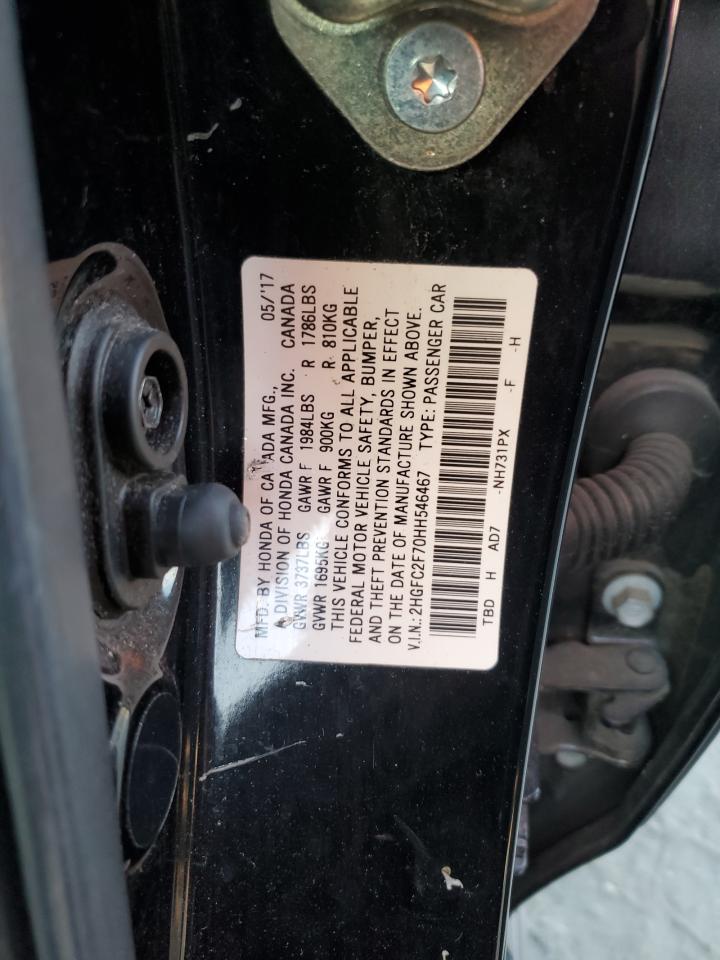 MFD. BY HONDA OF CANADA MFG., 05/'17
A DIVISION OF HONDA CANADA INC. CANADA
GVWR 3737LBS GAWR F 1984LBS R 1786LBS
GVWR 1695KG GAWR F 900KG R 810KG
THIS VEHICLE CONFORMS TO ALL APPLICABLE
FEDERAL MOTOR VEHICLE SAFETY, BUMPER,
AND THEFT PREVENTION STANDARDS IN EFFECT
ON THE DATE OF MANUFACTURE SHOWN ABOVE.
V.I.N.: 2HGFC2F70HH546467 TYPE: PASSENGER CAR
TBD H AD7 -NH731PX -F -H